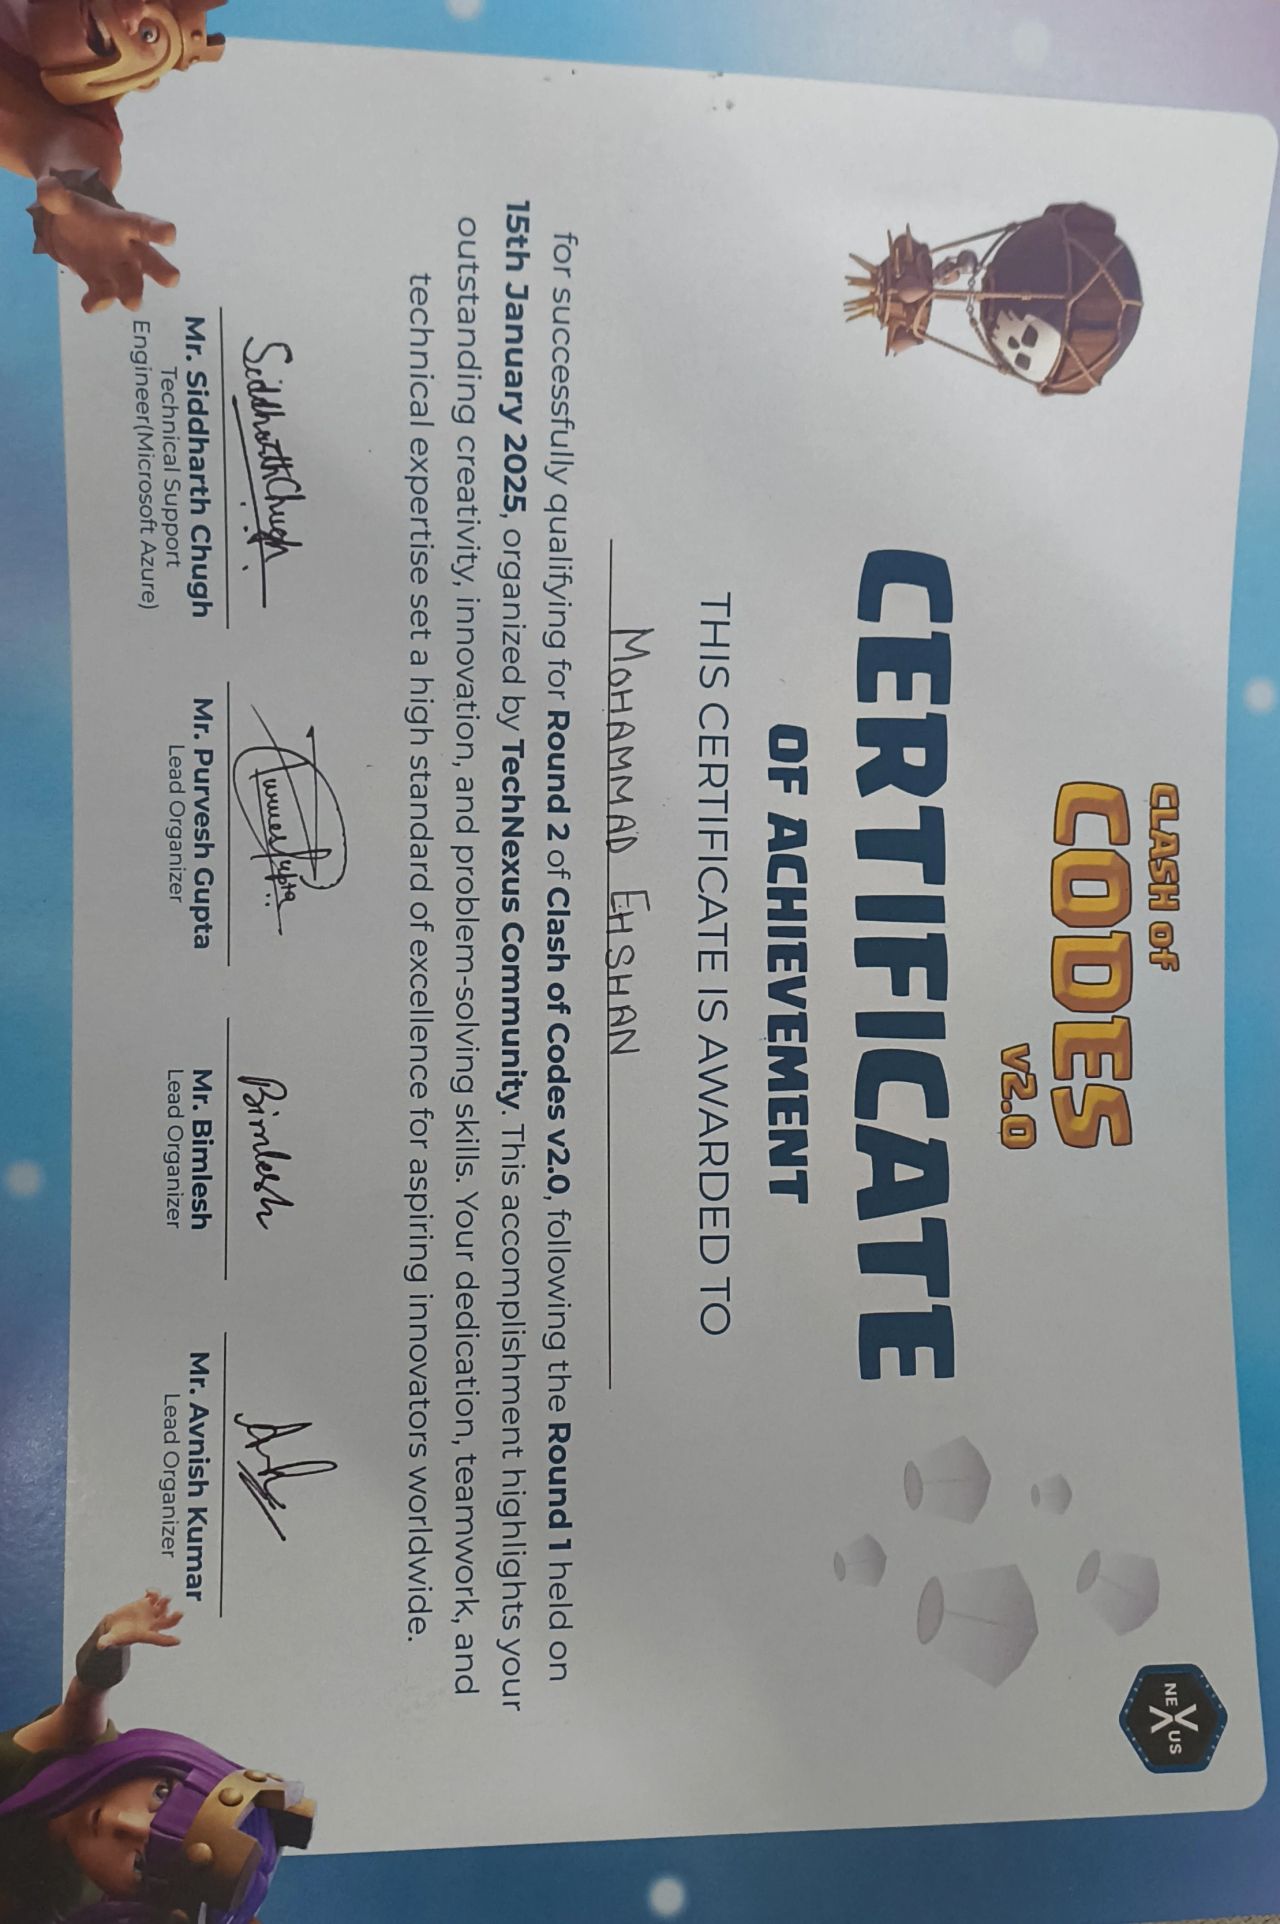 CLASH OF
CODES
v2.0
NEXUS
CERTIFICATE
OF ACHIEVEMENT
THIS CERTIFICATE IS AWARDED TO
MOHAMMAD EHSHAN
for successfully qualifying for Round 2 of Clash of Codes v2.0, following the Round 1 held on
15th January 2025, organized by TechNexus Community. This accomplishment highlights your
outstanding creativity, innovation, and problem-solving skills. Your dedication, teamwork, and
technical expertise set a high standard of excellence for aspiring innovators worldwide.
Siddharth Chugh
Bimlesh
Mr. Siddharth Chugh
Technical Support
Engineer(Microsoft Azure)
Mr. Purvesh Gupta
Lead Organizer
Mr. Bimlesh
Lead Organizer
Mr. Avnish Kumar
Lead Organizer